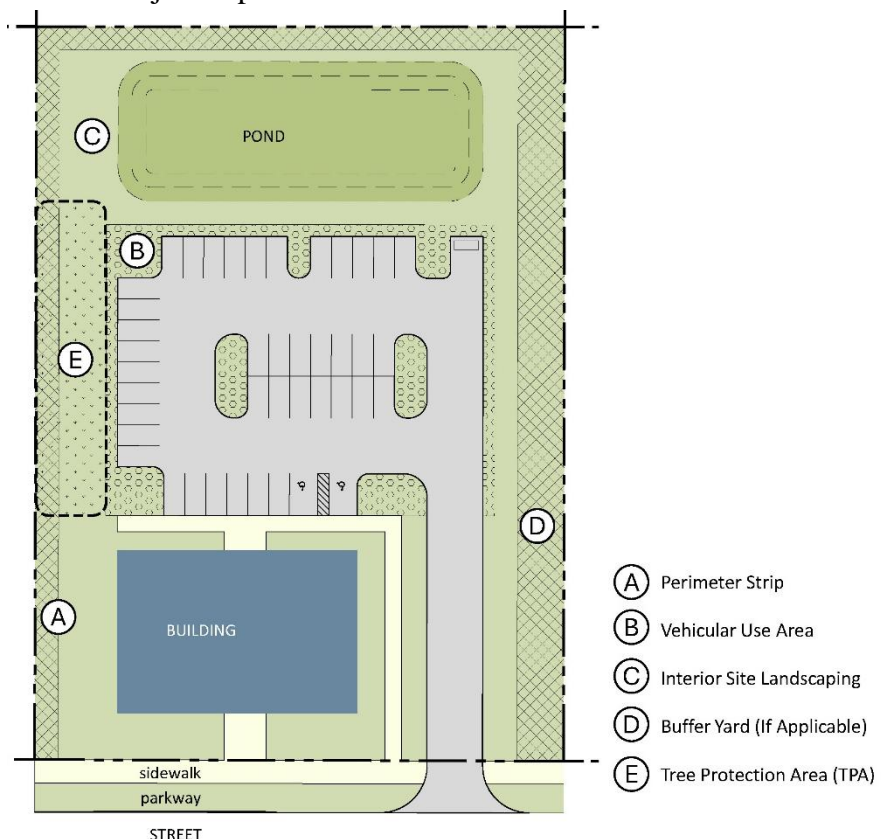 POND
C
B
E
D
A
BUILDING
sidewalk
parkway
STREET
A Perimeter Strip
B Vehicular Use Area
C Interior Site Landscaping
D Buffer Yard (If Applicable)
E Tree Protection Area (TPA)